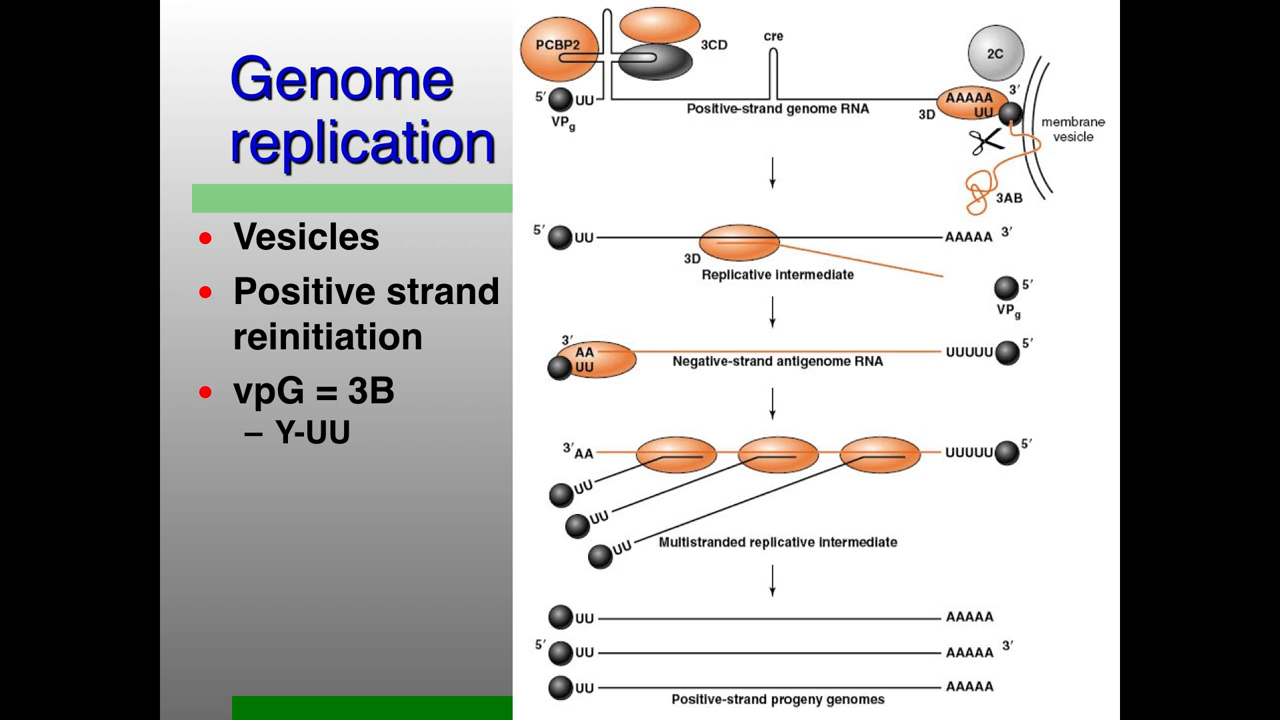 Genome
replication
• Vesicles
• Positive strand
reinitiation
• vpG = 3B
– Y-UU
PCBP2
3CD
cre
2C
5′
UU
VPg
Positive-strand genome RNA
3D
AAAAA
UU
3′
membrane
vesicle
3AB
5′
UU
3D
AAAAA 3′
Replicative intermediate
5′
VPg
3′
AA
UU
Negative-strand antigenome RNA
UUUUU
5′
3′
AA
UUUUU
5′
UU
UU
UU
Multistranded replicative intermediate
UU
AAAAA
5′
UU
AAAAA 3′
UU
AAAAA
Positive-strand progeny genomes